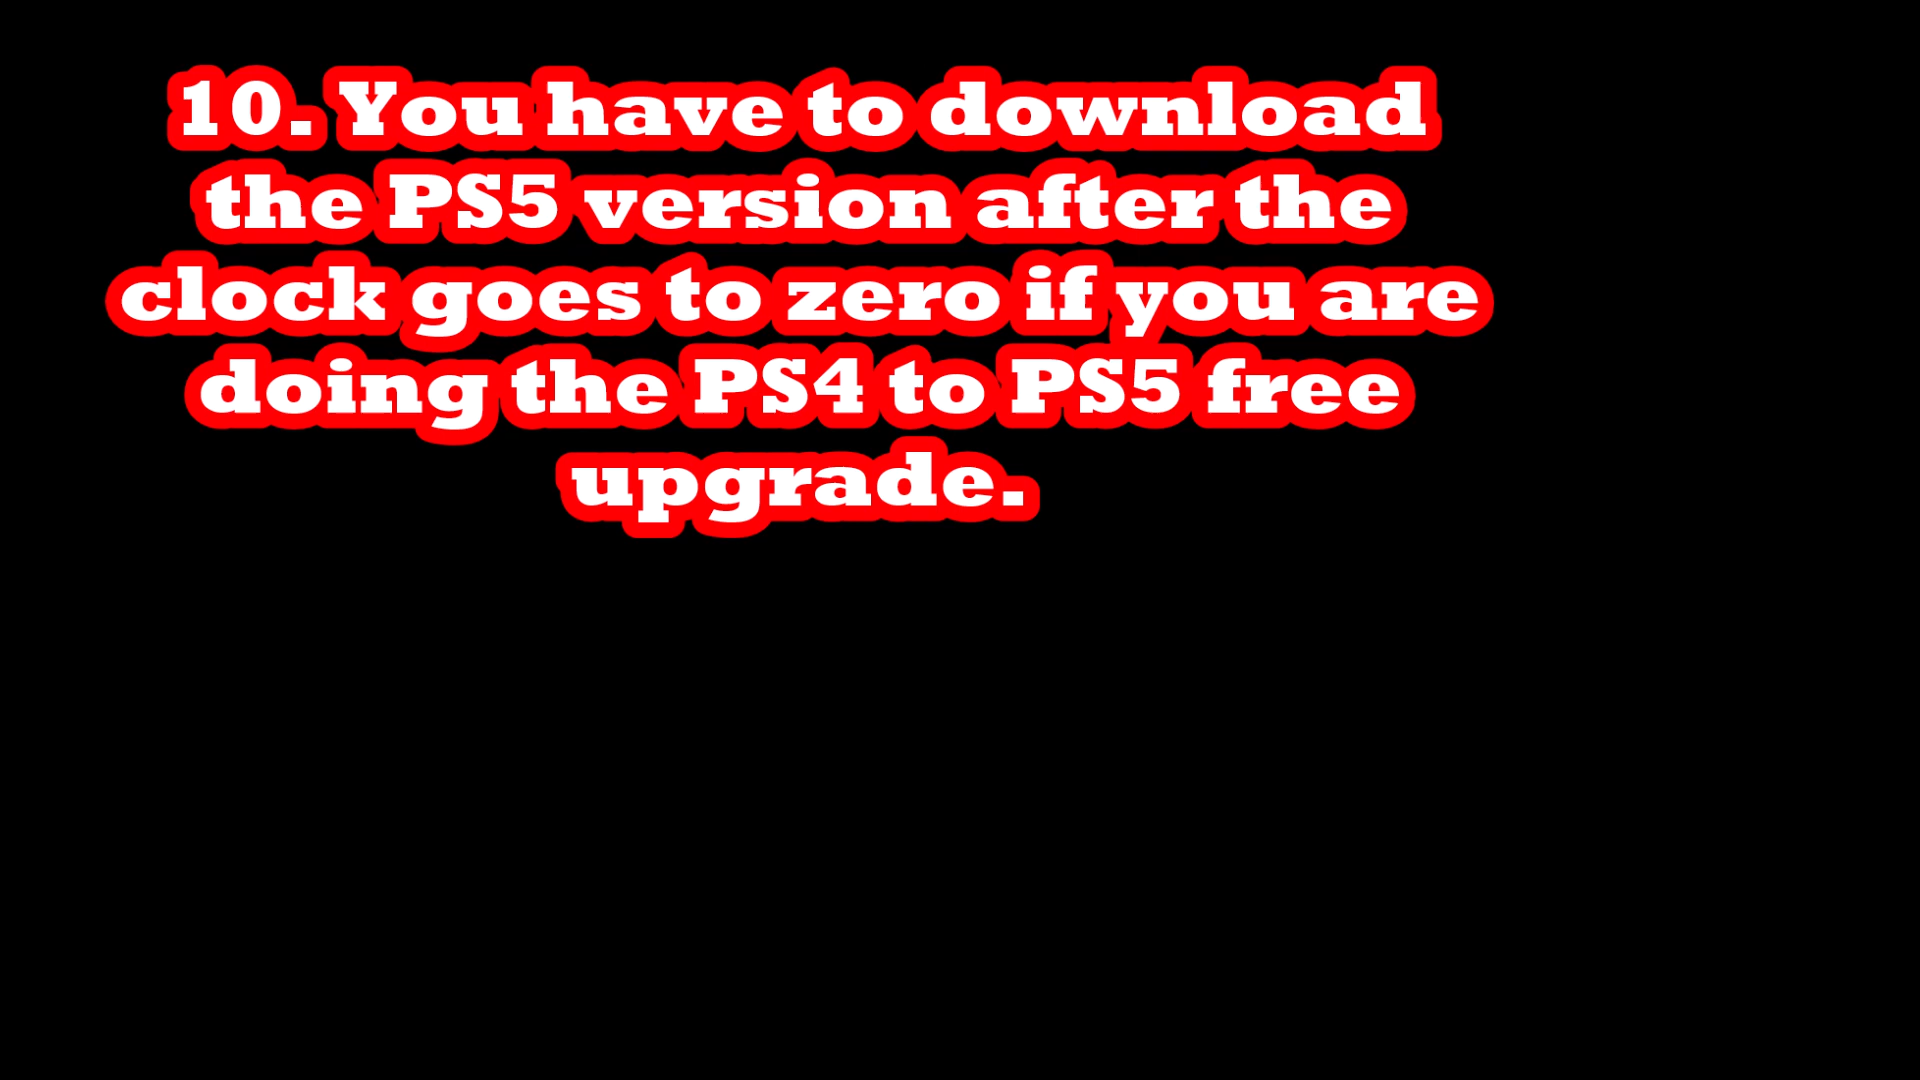 10. You have to download
the PS5 version after the
clock goes to zero if you are
doing the PS4 to PS5 free
upgrade.